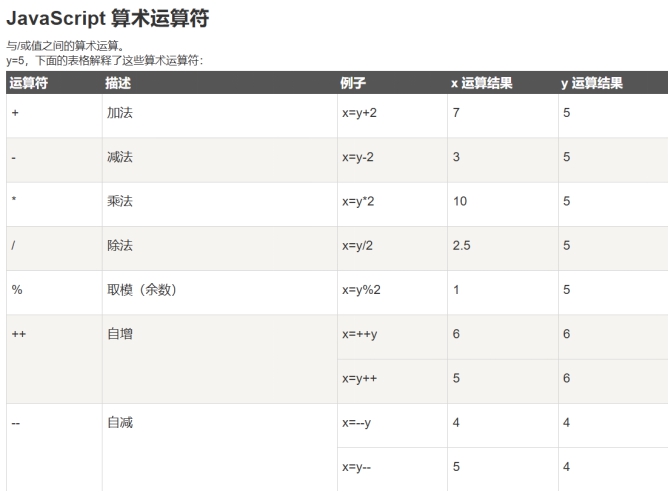 JavaScript 算术运算符
与/或值之间的算术运算。
y=5，下面的表格解释了这些算术运算符：
运算符 描述 例子 x 运算结果 y 运算结果
+ 加法 x=y+2 7 5
- 减法 x=y-2 3 5
* 乘法 x=y*2 10 5
/ 除法 x=y/2 2.5 5
% 取模（余数） x=y%2 1 5
++ 自增 x=++y 6 6
x=y++ 5 6
-- 自减 x=--y 4 4
x=y-- 5 4